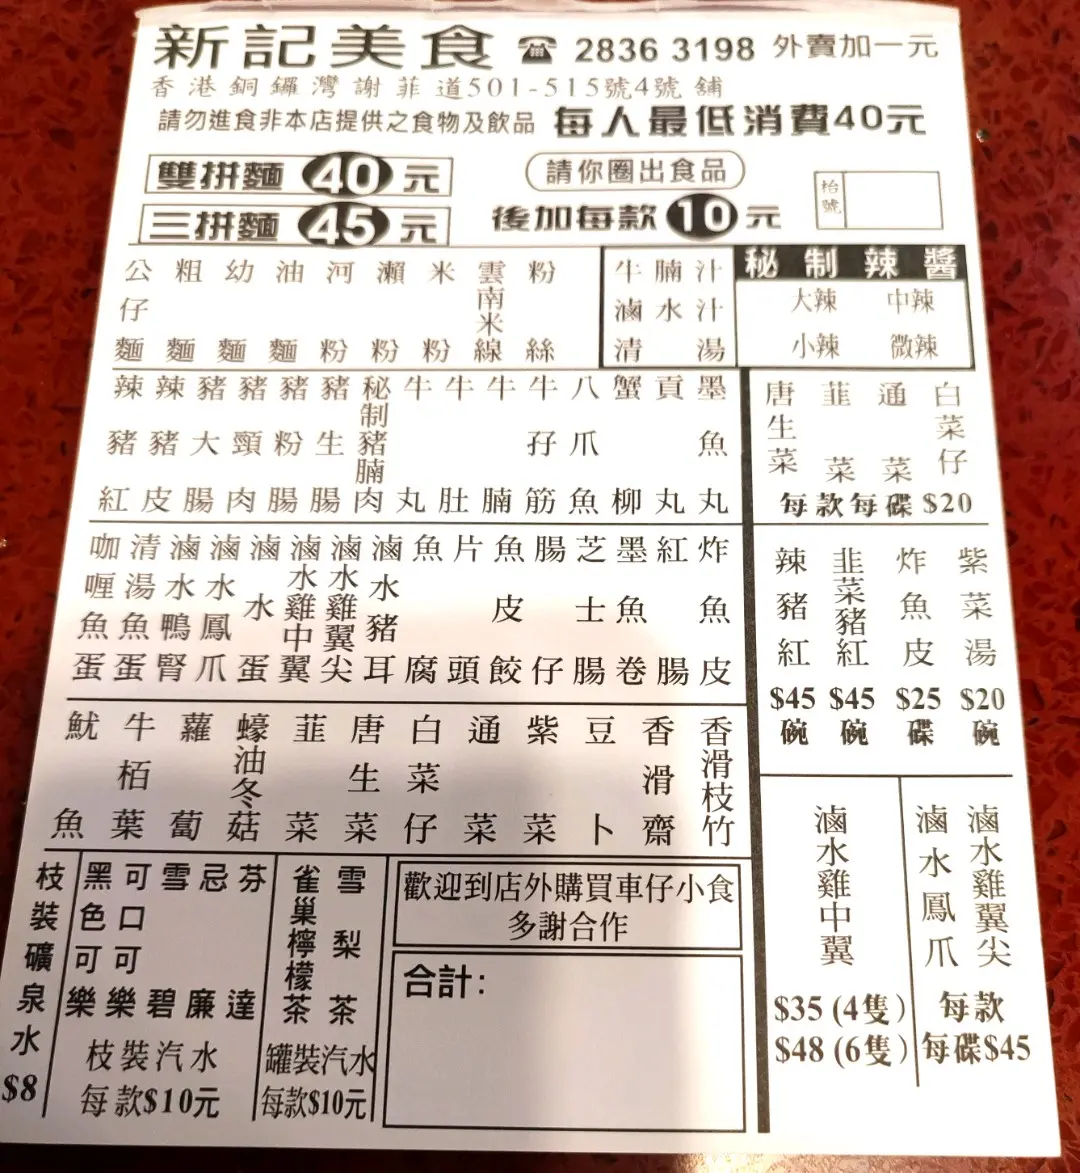 新記美食 ☎ 2836 3198 外賣加一元
香港銅鑼灣謝菲道501-515號4號舖
請勿進食非本店提供之食物及飲品 每人最低消費40元
雙拼麵 40 元
三拼麵 45 元
請你圈出食品
後加每款 10 元
枱號
公仔麵
粗麵
幼麵
油麵
河粉
瀨粉
米粉
雲南米線
粉絲
牛腩汁
滷水汁
清湯
秘制辣醬
大辣 中辣
小辣 微辣
辣豬紅
辣豬皮
豬大腸
豬頸肉
豬粉腸
豬生腸
秘制豬腩肉
牛丸
牛肚
牛腩
牛孖筋
八爪魚
蟹柳
貢丸
墨魚丸
唐生菜
韭菜
通菜
白菜仔
每款每碟 $20
咖喱魚蛋
清湯魚蛋
滷水鴨腎
滷水鳳爪
滷水蛋
滷水雞中翼
滷水雞翼尖
滷水豬耳
魚腐
片頭
魚皮餃
腸仔
芝士腸
墨魚卷
紅腸
炸魚皮
辣豬紅 $45 碗
韭菜豬紅 $45 碗
炸魚皮 $25 碟
紫菜湯 $20 碗
魷魚
牛栢葉
蘿蔔
蠔油冬菇
韭菜
唐生菜
白菜仔
通菜
紫菜
豆卜
香滑齋
香滑枝竹
滷水雞中翼
$35 (4隻)
$48 (6隻)
滷水鳳爪
滷水雞翼尖
每款
每碟$45
枝裝礦泉水 $8
黑色可樂
可口可樂
雪碧
忌廉
芬達
枝裝汽水
每款$10元
雀巢檸檬茶
雪梨茶
罐裝汽水
每款$10元
歡迎到店外購買車仔小食
多謝合作
合計: